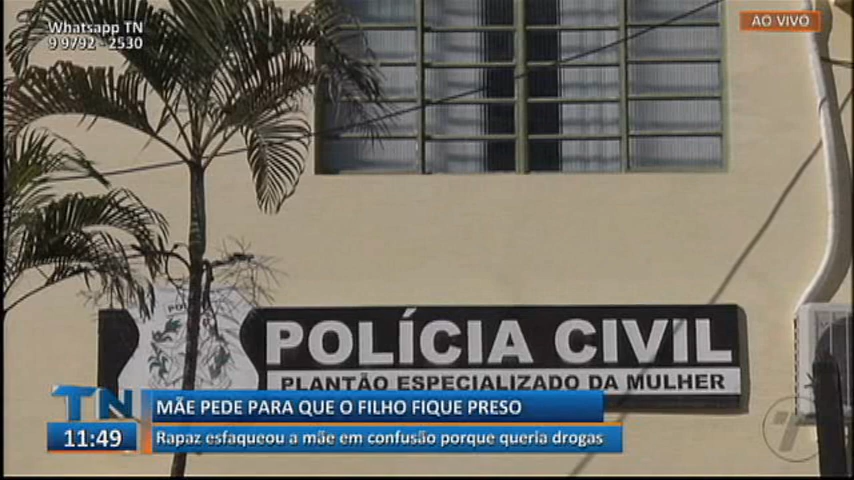 Whatsapp TN
9 9792 - 2530
AO VIVO
POLÍCIA CIVIL
PLANTÃO ESPECIALIZADO DA MULHER
TN
MÃE PEDE PARA QUE O FILHO FIQUE PRESO
11:49
Rapaz esfaqueou a mãe em confusão porque queria drogas